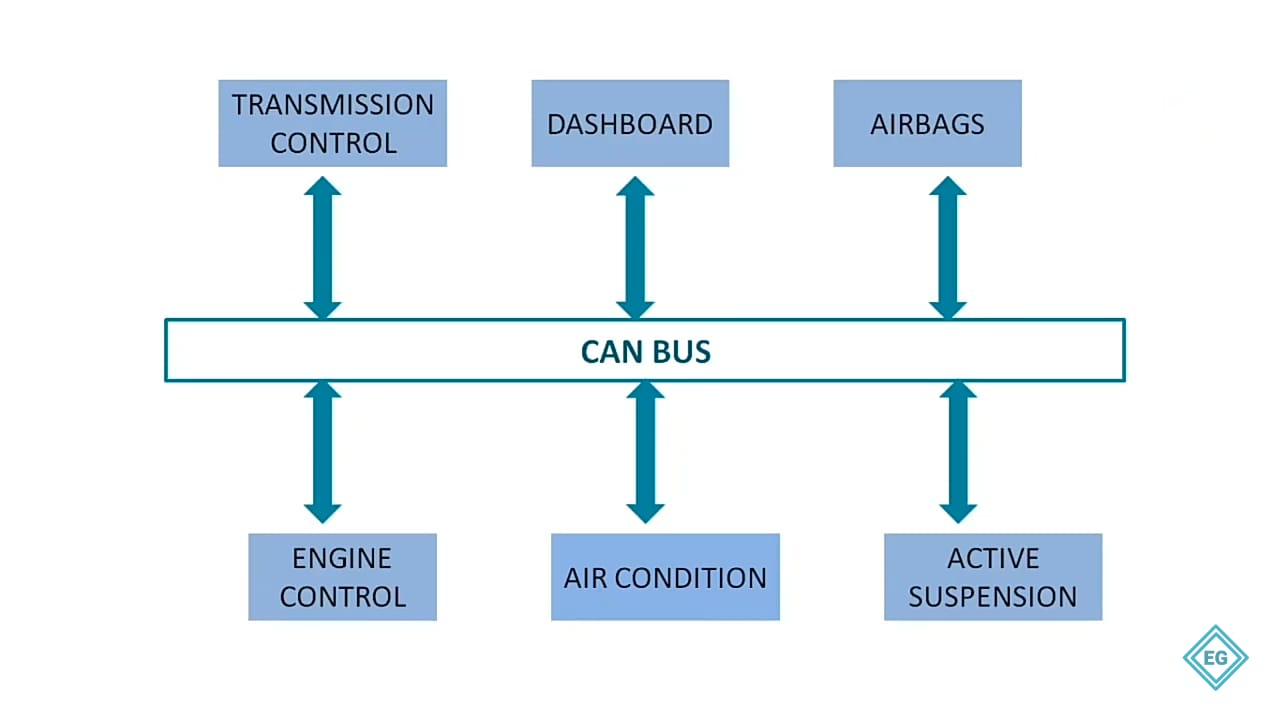 TRANSMISSION
CONTROL
DASHBOARD
AIRBAGS
CAN BUS
ENGINE
CONTROL
AIR CONDITION
ACTIVE
SUSPENSION
EG